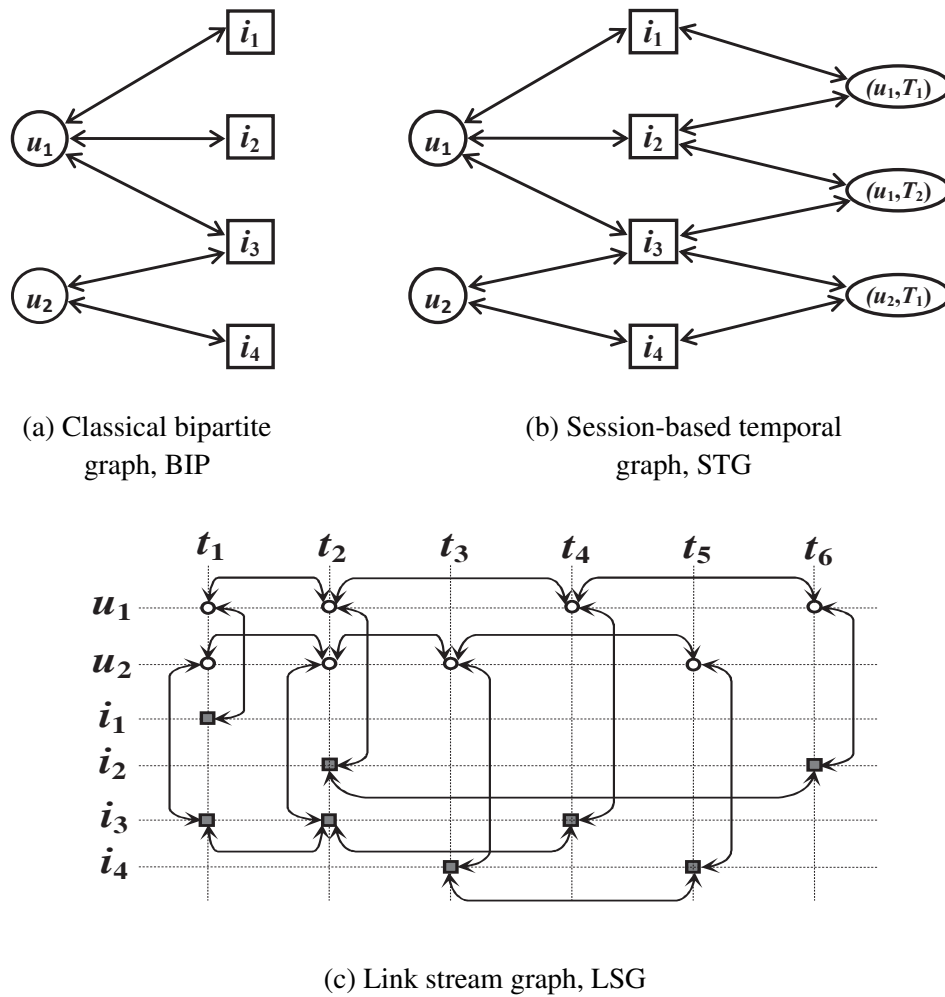 i₁
i₂
u₁
i₃
u₂
i₄
(a) Classical bipartite
graph, BIP
i₁
(u₁,T₁)
u₁
i₂
(u₁,T₂)
i₃
u₂
(u₂,T₁)
i₄
(b) Session-based temporal
graph, STG
t₁ t₂ t₃ t₄ t₅ t₆
u₁
u₂
i₁
i₂
i₃
i₄
(c) Link stream graph, LSG